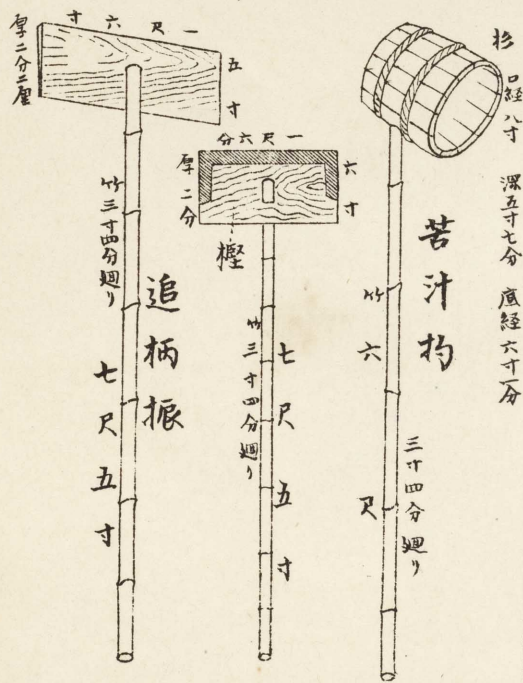 杉
口経 八寸 深五寸七分 底経 六寸一分
苦汁杓
竹六尺
三寸四分廻り
一尺六分
六寸
厚二分
樫
七尺五寸
竹三寸四分廻り
一尺六寸
五寸
厚二分二厘
追柄振
竹三寸四分廻り
七尺五寸